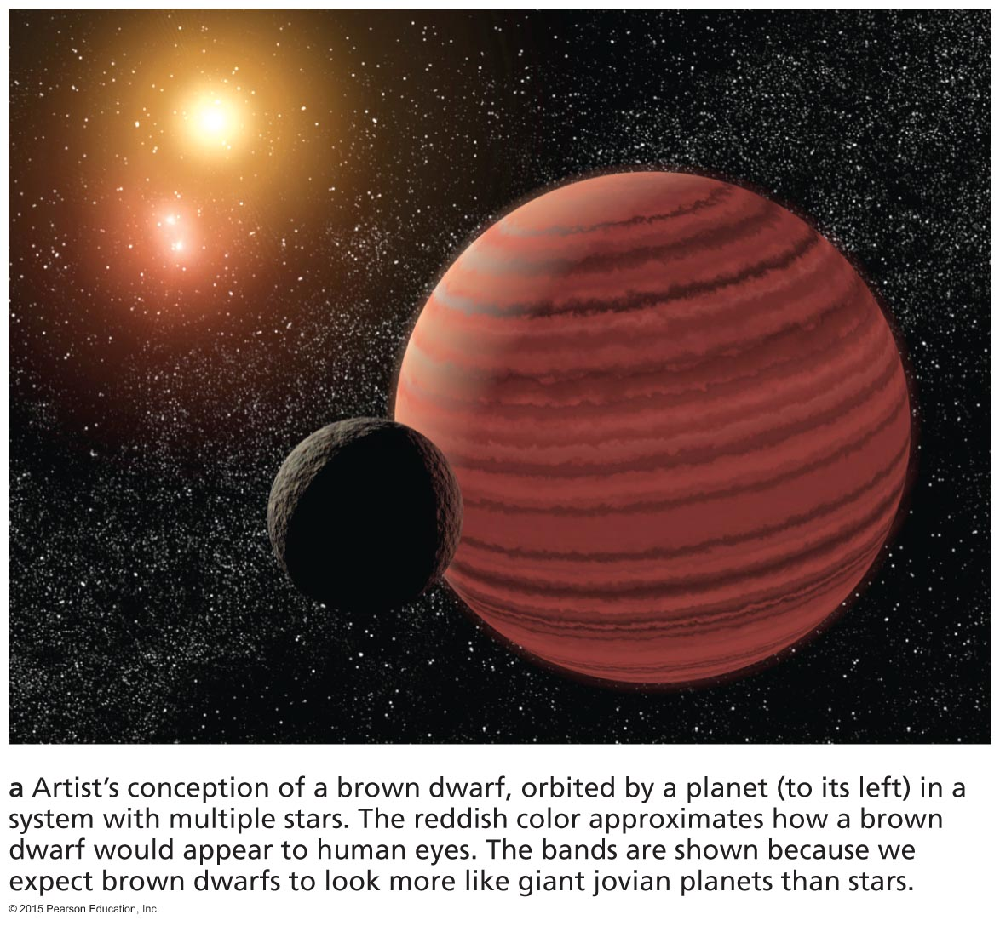 a Artist’s conception of a brown dwarf, orbited by a planet (to its left) in a
system with multiple stars. The reddish color approximates how a brown
dwarf would appear to human eyes. The bands are shown because we
expect brown dwarfs to look more like giant jovian planets than stars.
© 2015 Pearson Education, Inc.